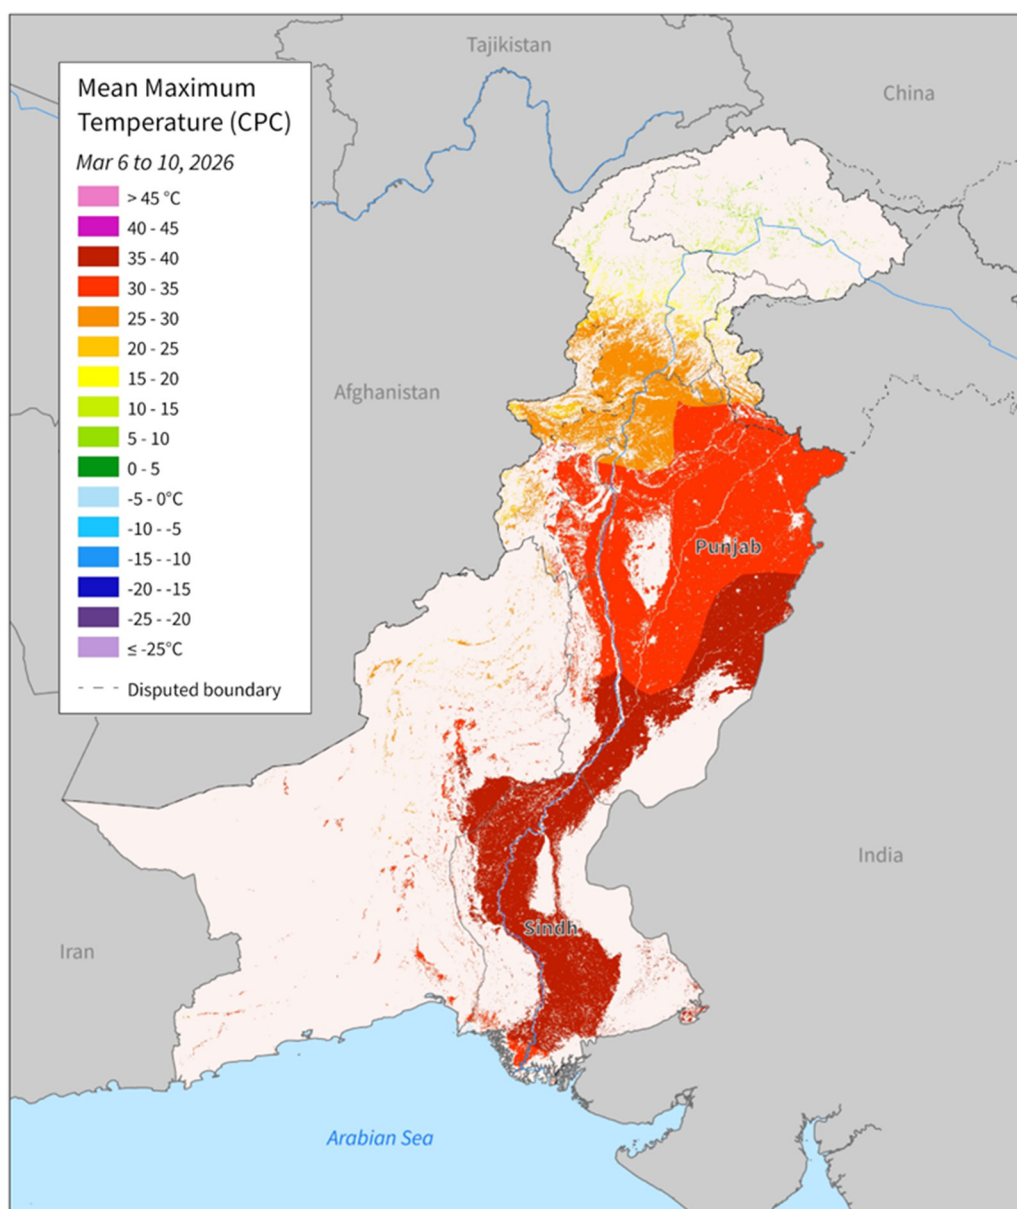 Tajikistan
China
Mean Maximum
Temperature (CPC)
Mar 6 to 10, 2026
> 45 °C
40 - 45
35 - 40
30 - 35
25 - 30
20 - 25
15 - 20
10 - 15
5 - 10
0 - 5
-5 - 0°C
-10 - -5
-15 - -10
-20 - -15
-25 - -20
≤ -25°C
Disputed boundary
Afghanistan
Punjab
India
Sindh
Iran
Arabian Sea